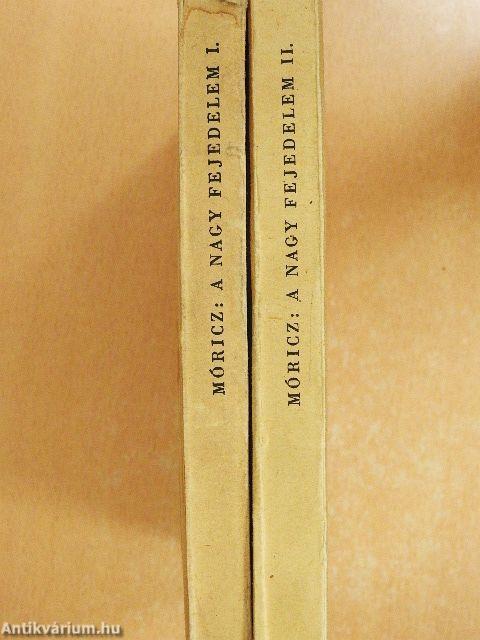 MÓRICZ: A NAGY FEJEDELEM I.
MÓRICZ: A NAGY FEJEDELEM II.
Antikvárium.hu